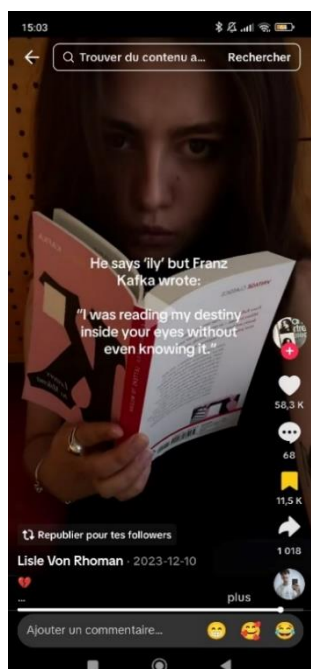 15:03
Trouver du contenu a... Rechercher
KAFKA
He says ‘ily’ but Franz
Kafka wrote:
“I was reading my destiny
inside your eyes without
even knowing it.”
58,3 K
68
11,5 K
1 018
Republier pour tes followers
Lisle Von Rhoman · 2023-12-10
...
plus
Ajouter un commentaire...